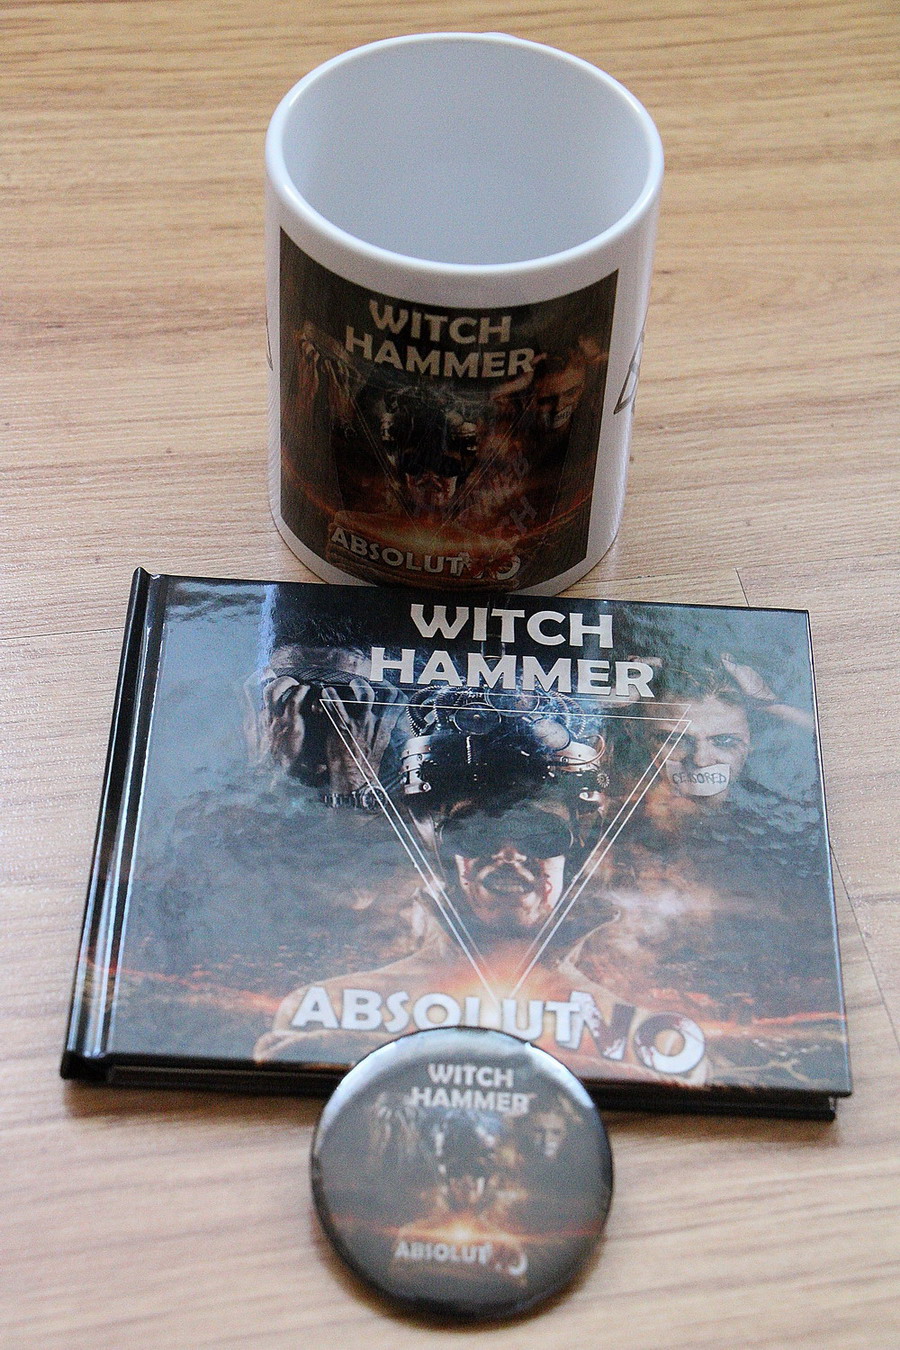 WITCH
HAMMER
ABSOLUTNO
WITCH
HAMMER
CENSORED
ABSOLUTNO
WITCH
HAMMER
ABSOLUTNO